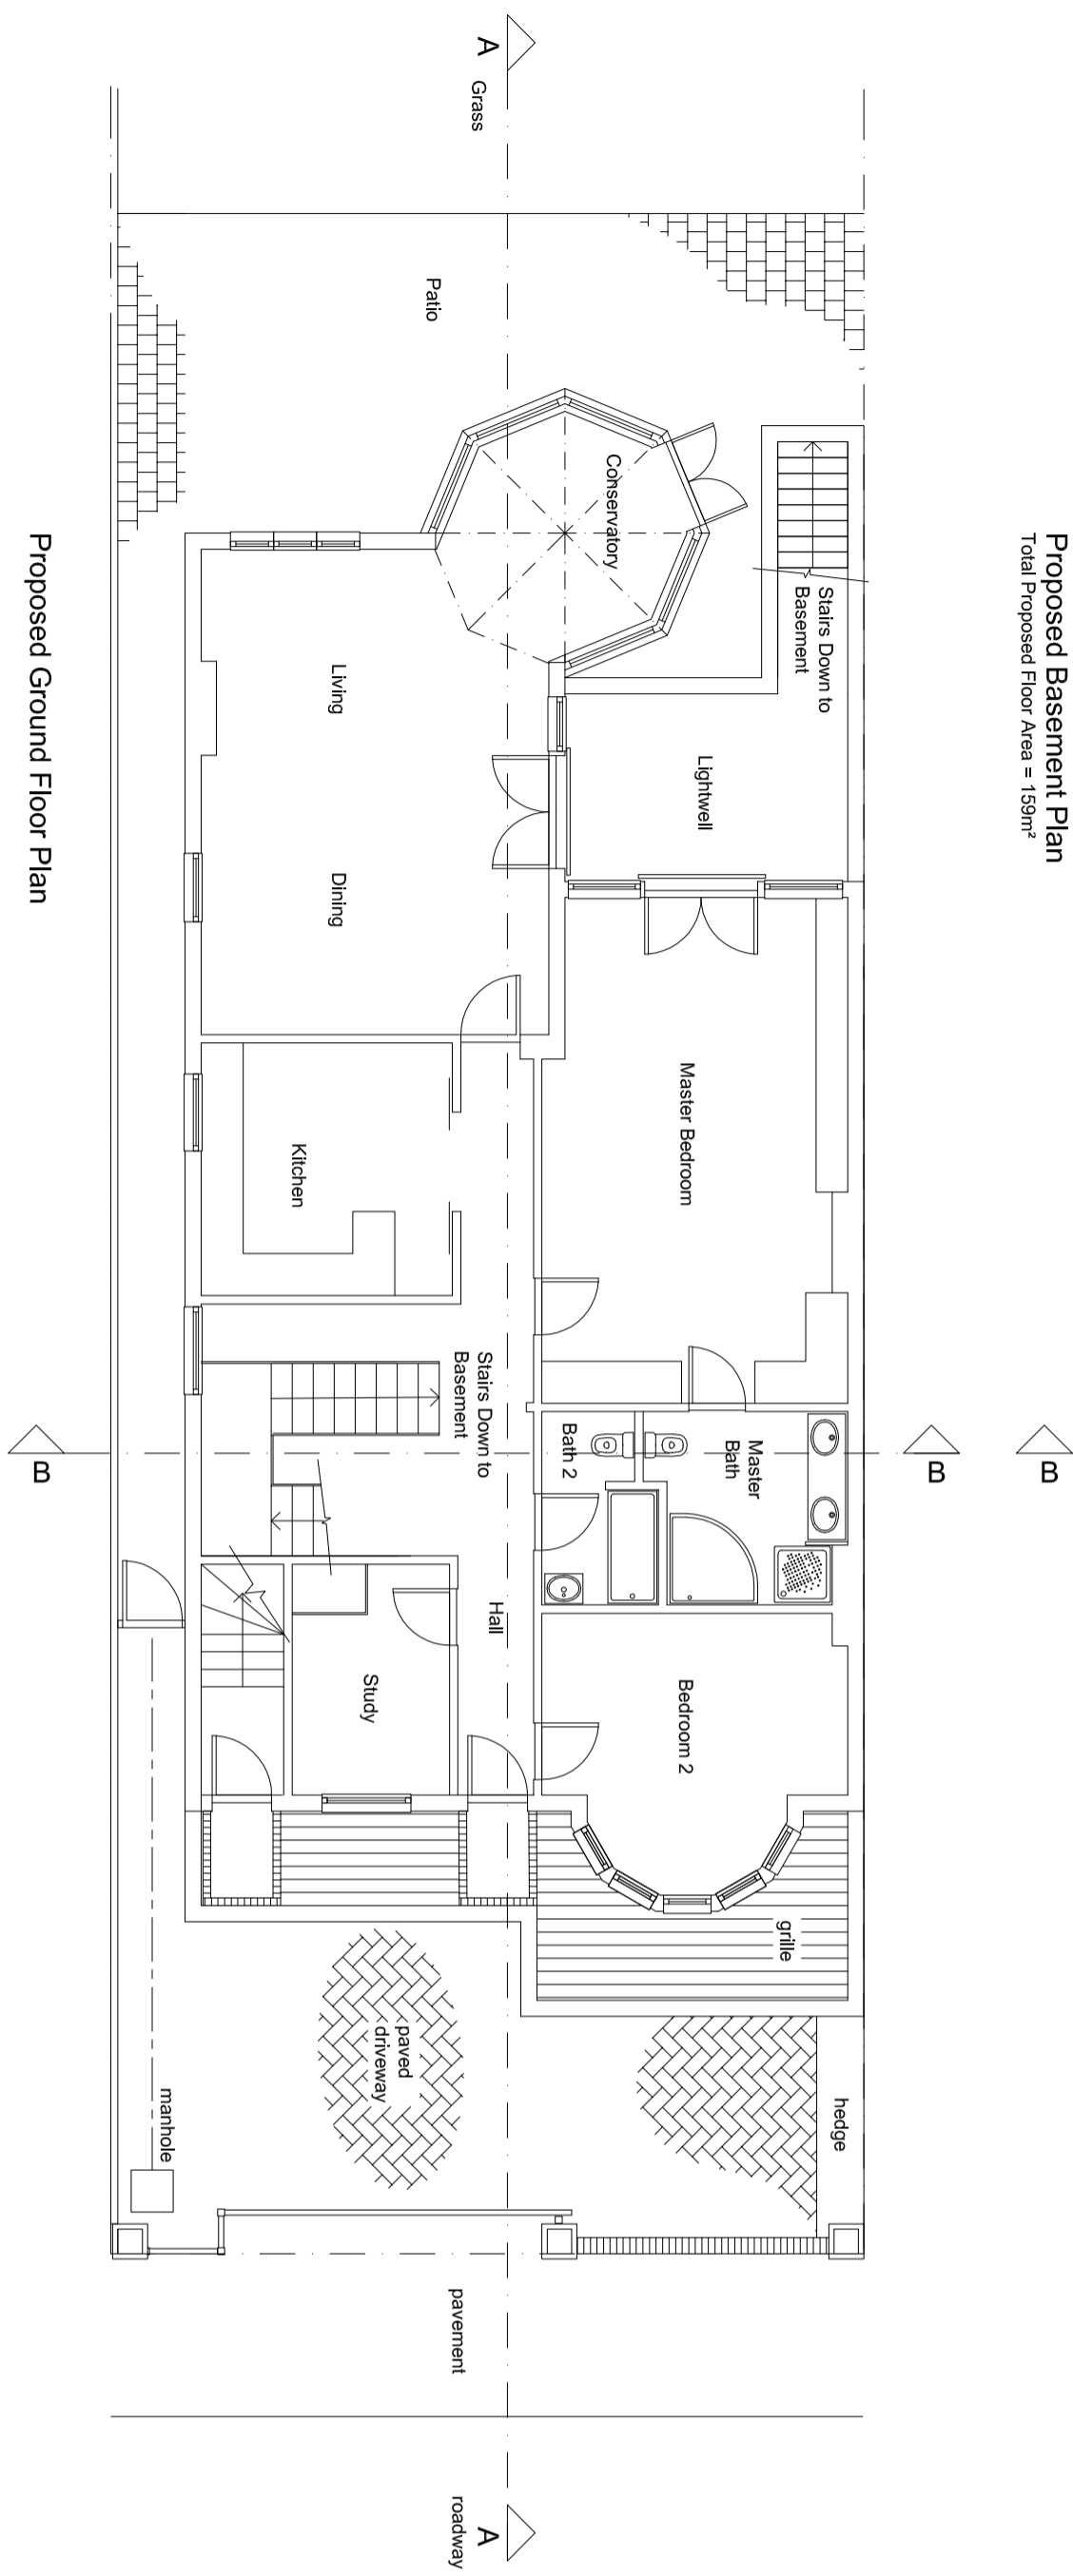 Proposed Basement Plan
Total Proposed Floor Area = 159m²
B
B
A
Grass
Patio
Conservatory
Stairs Down to
Basement
Lightwell
Living
Dining
Master Bedroom
Kitchen
Stairs Down to
Basement
Bath 2
Master
Bath
Hall
Study
Bedroom 2
grille
paved
driveway
hedge
manhole
pavement
A
roadway
B
Proposed Ground Floor Plan